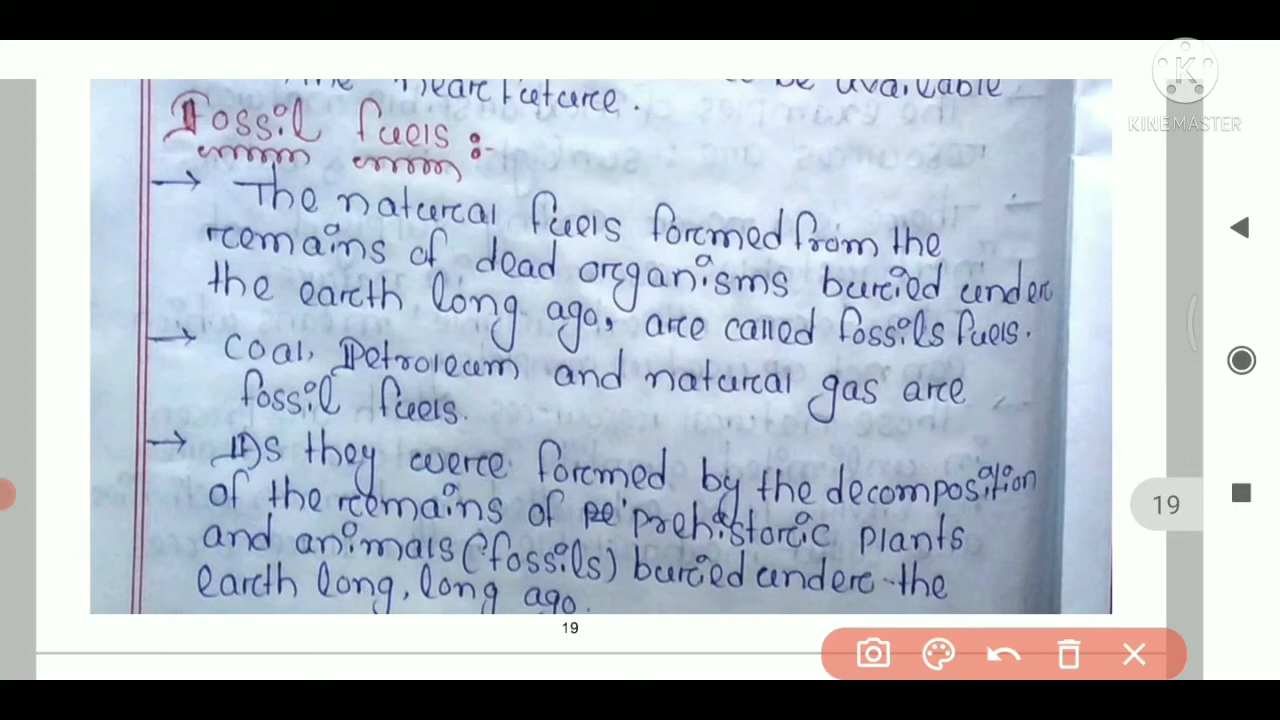 near future. to be available
Fossil fuels :-
→ The natural fuels formed from the
remains of dead organisms buried under
the earth long ago, are called fossils fuels.
→ Coal, Petroleum and natural gas are
fossil fuels.
→ As they were formed by the decomposition
of the remains of pe prehistoric plants
and animals (fossils) buried under the
earth long, long ago.
19
19
KINEMASTER